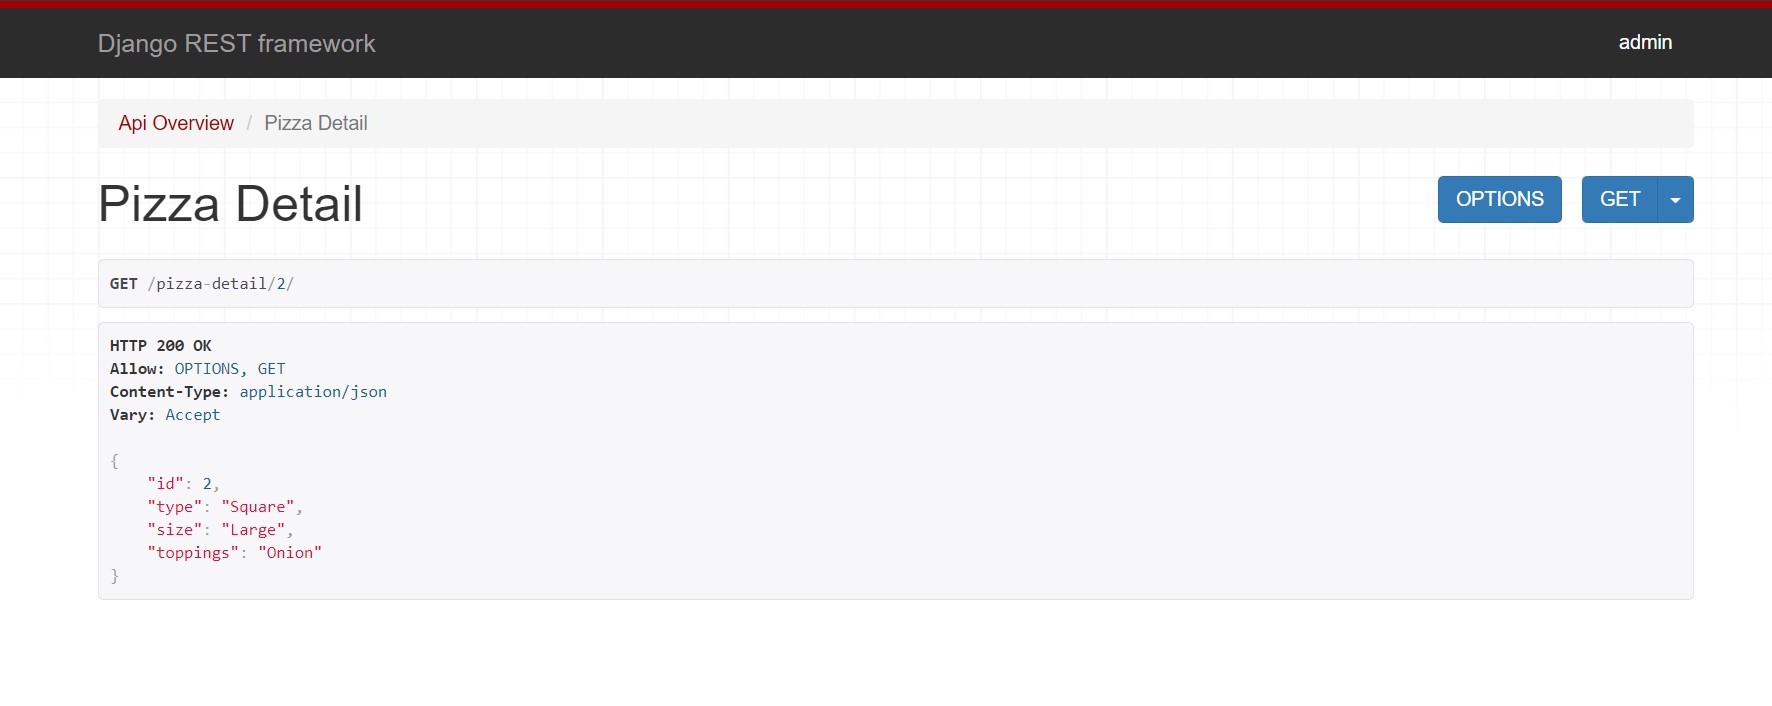 Django REST framework
admin
Api Overview / Pizza Detail
Pizza Detail
OPTIONS
GET
GET /pizza-detail/2/
HTTP 200 OK
Allow: OPTIONS, GET
Content-Type: application/json
Vary: Accept
{
    "id": 2,
    "type": "Square",
    "size": "Large",
    "toppings": "Onion"
}